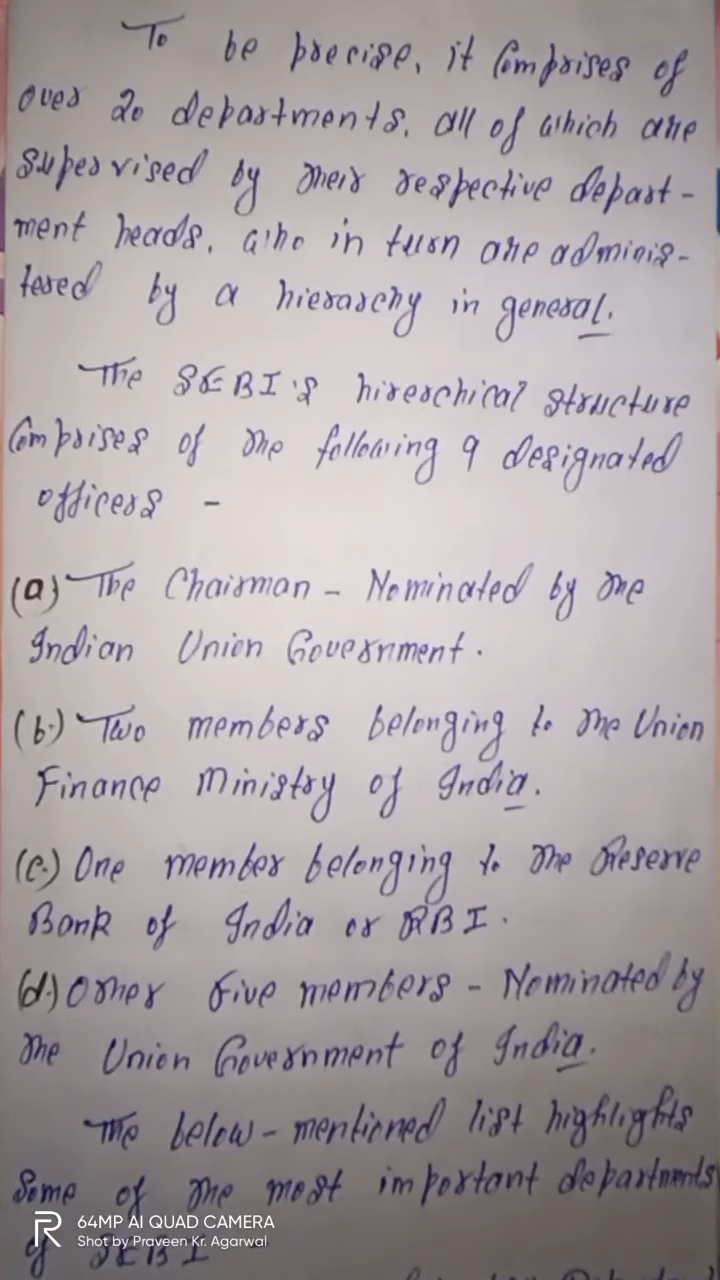 To be precise, it Comprises of
over 20 departments, all of which are
supervised by their respective depart-
ment heads, who in turn are adminis-
tered by a hierarchy in general.
The SEBI's hirerchical structure
Comprises of the following 9 designated
officers -
(a) The Chairman - Nominated by the
Indian Union Government.
(b.) Two members belonging to the Union
Finance Ministry of India.
(c.) One member belonging to the Reserve
Bank of India or RBI.
(d.) Other five members - Nominated by
the Union Government of India.
The below-mentioned list highlights
Some of the most important departments
of SEBI -
R 64MP AI QUAD CAMERA
Shot by Praveen Kr. Agarwal